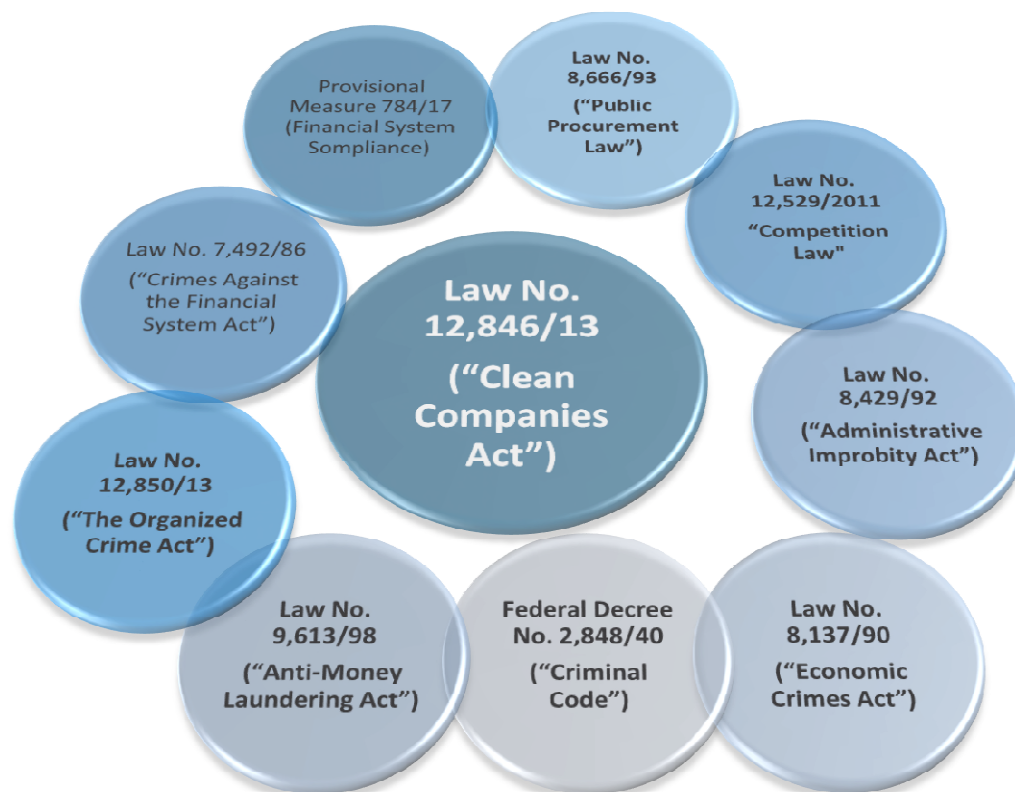 Provisional
Measure 784/17
(Financial System
Sompliance)
Law No.
8,666/93
(“Public
Procurement
Law”)
Law No.
12,529/2011
“Competition
Law"
Law No. 7,492/86
(“Crimes Against
the Financial
System Act”)
Law No.
12,846/13
(“Clean
Companies
Act”)
Law No.
8,429/92
(“Administrative
Improbity Act”)
Law No.
12,850/13
(“The Organized
Crime Act”)
Law No.
9,613/98
(“Anti-Money
Laundering Act”)
Federal Decree
No. 2,848/40
(“Criminal
Code”)
Law No.
8,137/90
(“Economic
Crimes Act”)